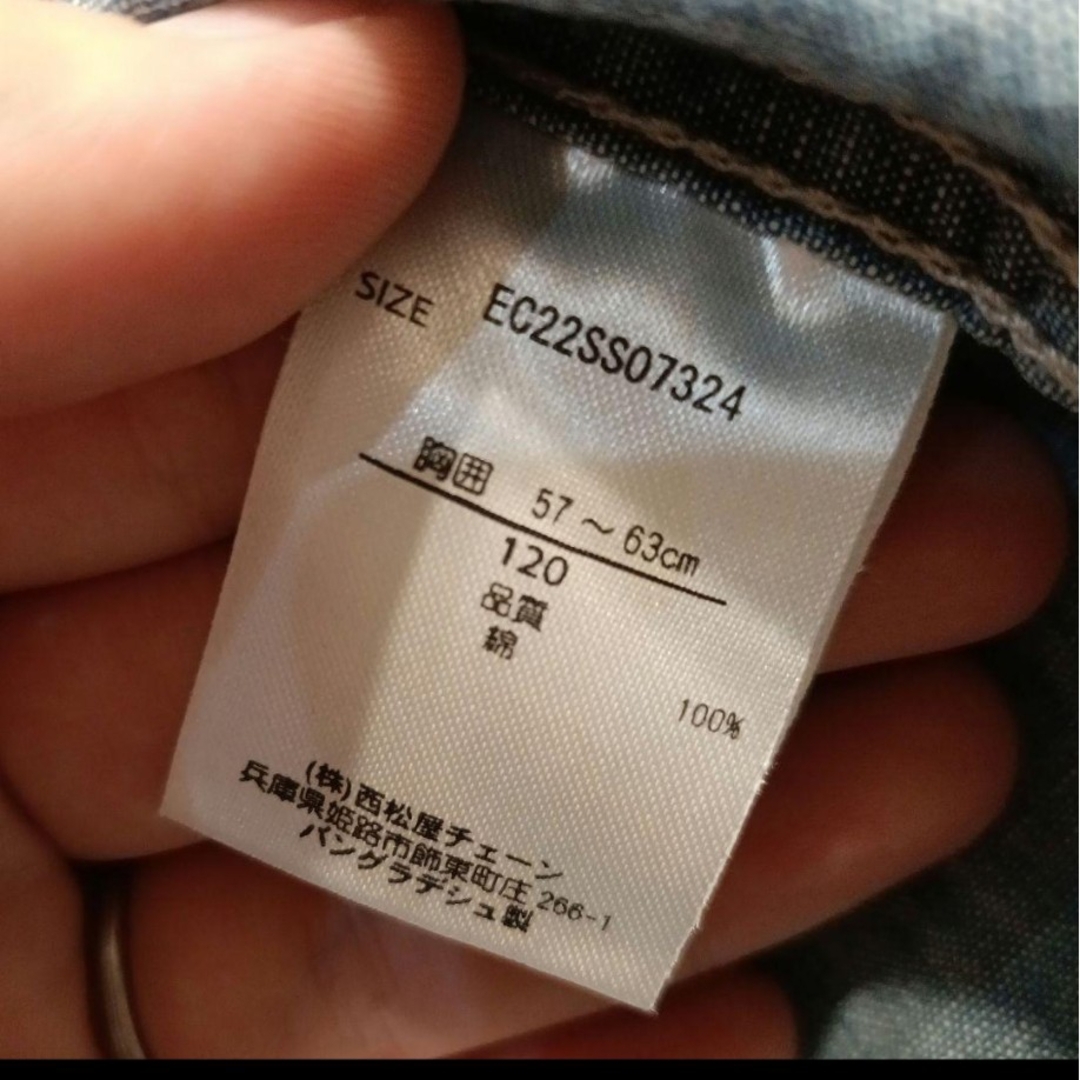 SIZE EC22SS07324
胸囲 57～63cm
120
品質
綿
100%
(株)西松屋チェーン
兵庫県姫路市飾東町庄 266-1
バングラデシュ製